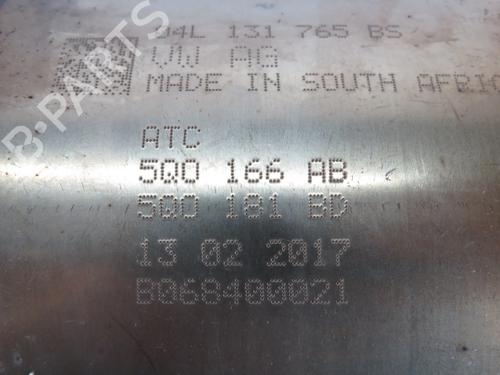 04L 131 765 BS
VW AG
MADE IN SOUTH AFRIC
ATC
5Q0 166 AB
5Q0 181 BD
13 02 2017
B068400021
B-PARTS